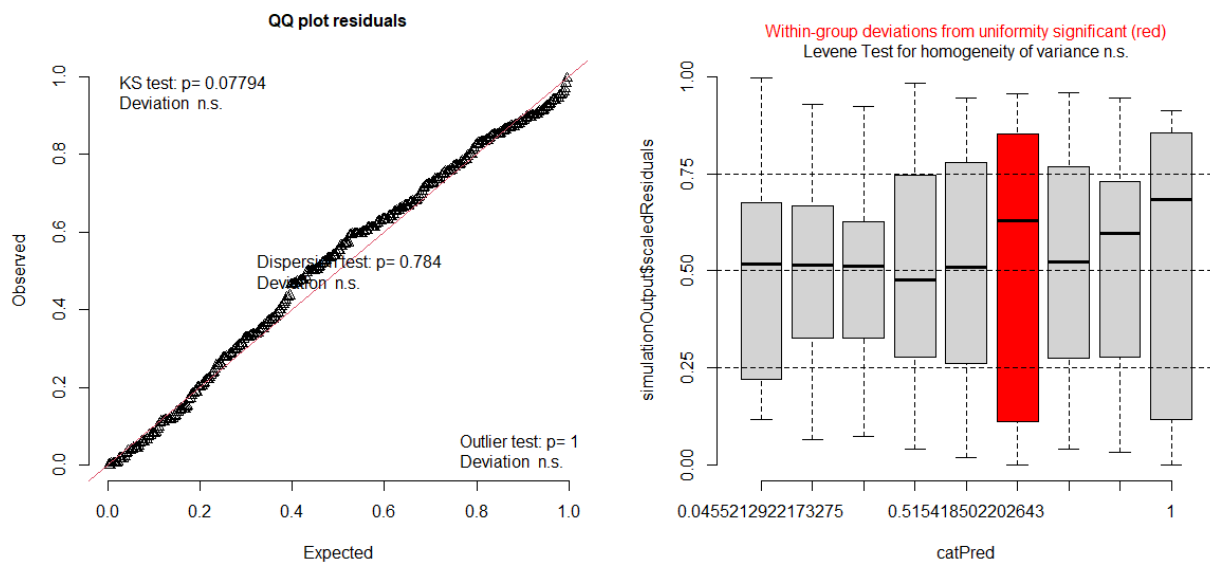 QQ plot residuals
KS test: p= 0.07794
Deviation n.s.
Dispersion test: p= 0.784
Deviation n.s.
Outlier test: p= 1
Deviation n.s.
Observed
0.0 0.2 0.4 0.6 0.8 1.0
0.0 0.2 0.4 0.6 0.8 1.0
Expected
Within-group deviations from uniformity significant (red)
Levene Test for homogeneity of variance n.s.
simulationOutput$scaledResiduals
0.00 0.25 0.50 0.75 1.00
0.0455212922173275 0.515418502202643 1
catPred